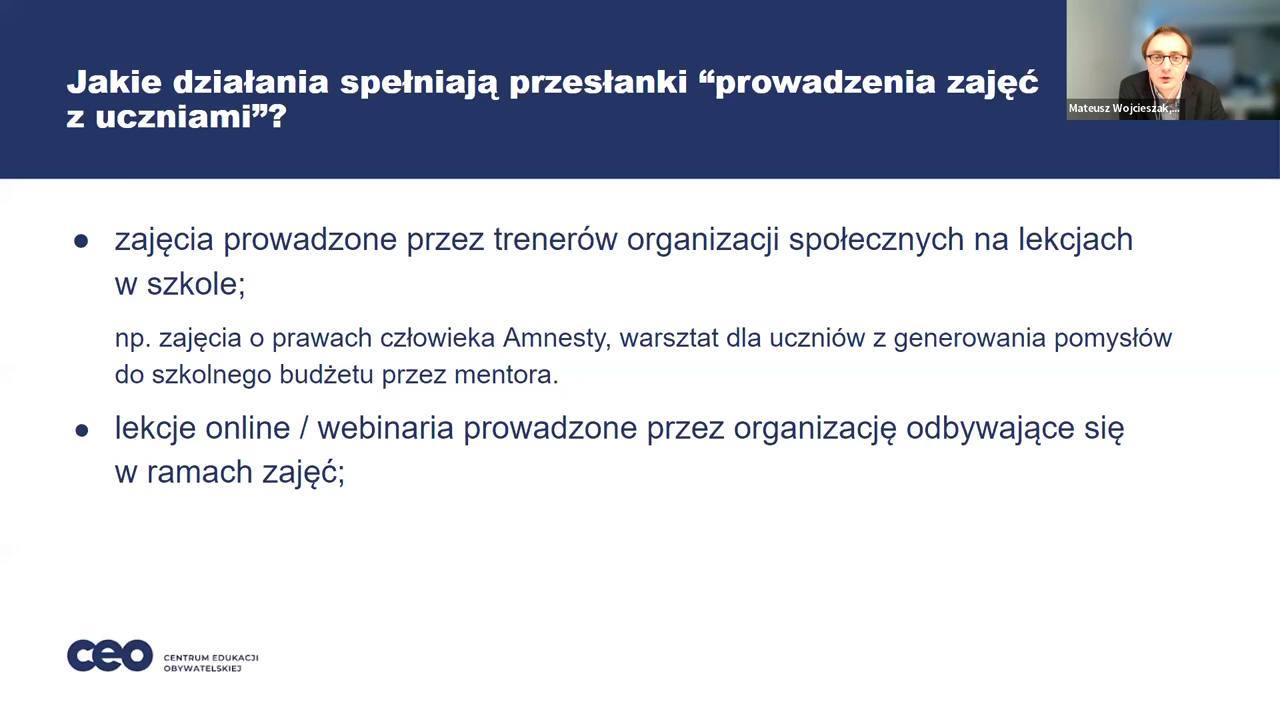 Jakie działania spełniają przesłanki “prowadzenia zajęć
z uczniami”?
Mateusz Wojcieszak,...
● zajęcia prowadzone przez trenerów organizacji społecznych na lekcjach
w szkole;
np. zajęcia o prawach człowieka Amnesty, warsztat dla uczniów z generowania pomysłów
do szkolnego budżetu przez mentora.
● lekcje online / webinaria prowadzone przez organizację odbywające się
w ramach zajęć;
ceo
CENTRUM EDUKACJI
OBYWATELSKIEJ